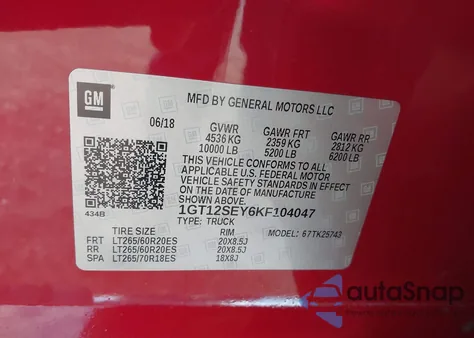 GM
MFD BY GENERAL MOTORS LLC
06/18
GVWR GAWR FRT GAWR RR
4536 KG 2359 KG 2812 KG
10000 LB 5200 LB 6200 LB
THIS VEHICLE CONFORMS TO ALL
APPLICABLE U.S. FEDERAL
MOTOR VEHICLE SAFETY
STANDARDS IN EFFECT ON THE
DATE OF MANUFACTURE SHOWN
ABOVE.
1GT12SEY6KF104047
434B
TYPE: TRUCK
MODEL: 67TK25743
TIRE SIZE RIM
FRT LT265/60R20ES 20X8.5J
RR LT265/60R20ES 20X8.5J
SPA LT265/70R18ES 18X8J
autoSnap